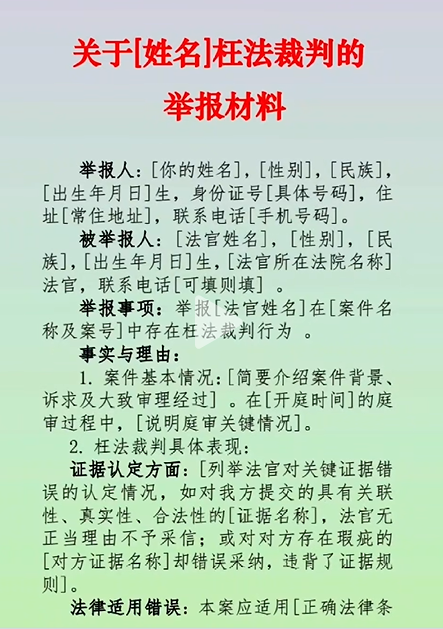 关于[姓名]枉法裁判的
举报材料
举报人：[你的姓名]，[性别]，[民族]，
[出生年月日]生，身份证号[具体号码]，住
址[常住地址]，联系电话[手机号码]。
被举报人：[法官姓名]，[性别]，[民
族]，[出生年月日]生，[法官所在法院名称]
法官，联系电话[可填则填] 。
举报事项：举报[法官姓名]在[案件名
称及案号]中存在枉法裁判行为 。
事实与理由：
1. 案件基本情况：[简要介绍案件背景、
诉求及大致审理经过] 。在[开庭时间]的庭
审过程中，[说明庭审关键情况]。
2. 枉法裁判具体表现：
证据认定方面：[列举法官对关键证据错
误的认定情况，如对我方提交的具有关联
性、真实性、合法性的[证据名称]，法官无
正当理由不予采信；或对对方存在瑕疵的
[对方证据名称]却错误采纳，违背了证据规
则]。
法律适用错误：本案应适用[正确法律条